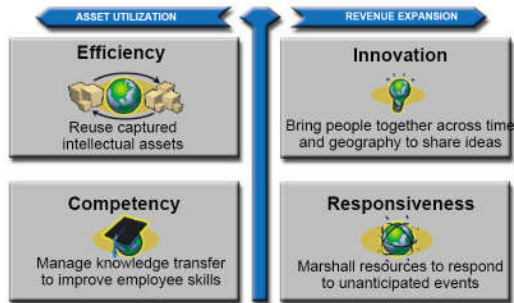 ASSET UTILIZATION
REVENUE EXPANSION
Efficiency
Reuse captured
intellectual assets
Innovation
Bring people together across time
and geography to share ideas
Competency
Manage knowledge transfer
to improve employee skills
Responsiveness
Marshall resources to respond
to unanticipated events